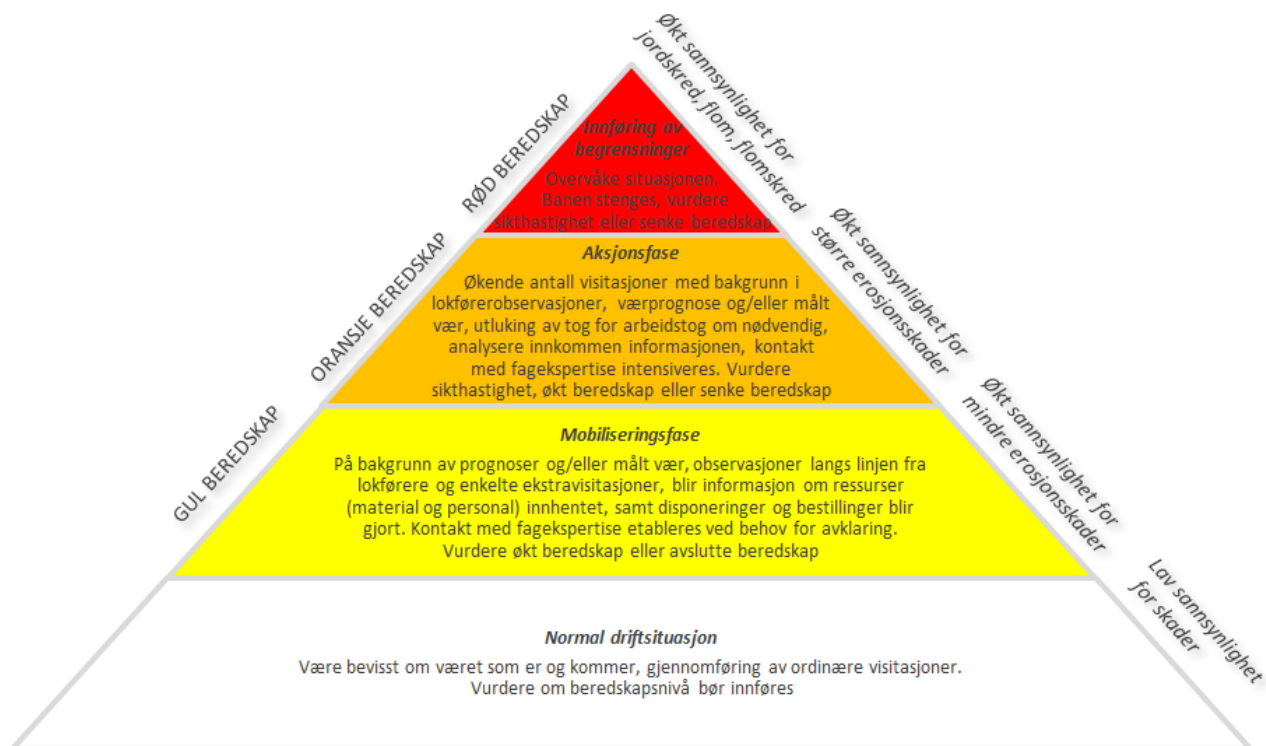 RØD BEREDSKAP
Innføring av
begrensninger
Overvåke situasjonen.
Banen stenges, vurdere
sikthastighet eller senke beredskap
Økt sannsynlighet for
jordskred, flom, flomskred
ORANSJE BEREDSKAP
Aksjonsfase
Økende antall visitasjoner med bakgrunn i
lokførerobservasjoner, værprognose og/eller målt
vær, utluking av tog for arbeidstog om nødvendig,
analysere innkommen informasjonen, kontakt
med fagekspertise intensiveres. Vurdere
sikthastighet, økt beredskap eller senke beredskap
Økt sannsynlighet for
større erosjonsskader
GUL BEREDSKAP
Mobiliseringsfase
På bakgrunn av prognoser og/eller målt vær, observasjoner langs linjen fra
lokførere og enkelte ekstravisitasjoner, blir informasjon om ressurser
(material og personal) innhentet, samt disponeringer og bestillinger blir
gjort. Kontakt med fagekspertise etableres ved behov for avklaring.
Vurdere økt beredskap eller avslutte beredskap
Økt sannsynlighet for
mindre erosjonsskader
Normal driftsituasjon
Være bevisst om været som er og kommer, gjennomføring av ordinære visitasjoner.
Vurdere om beredskapsnivå bør innføres
Lav sannsynlighet
for skader